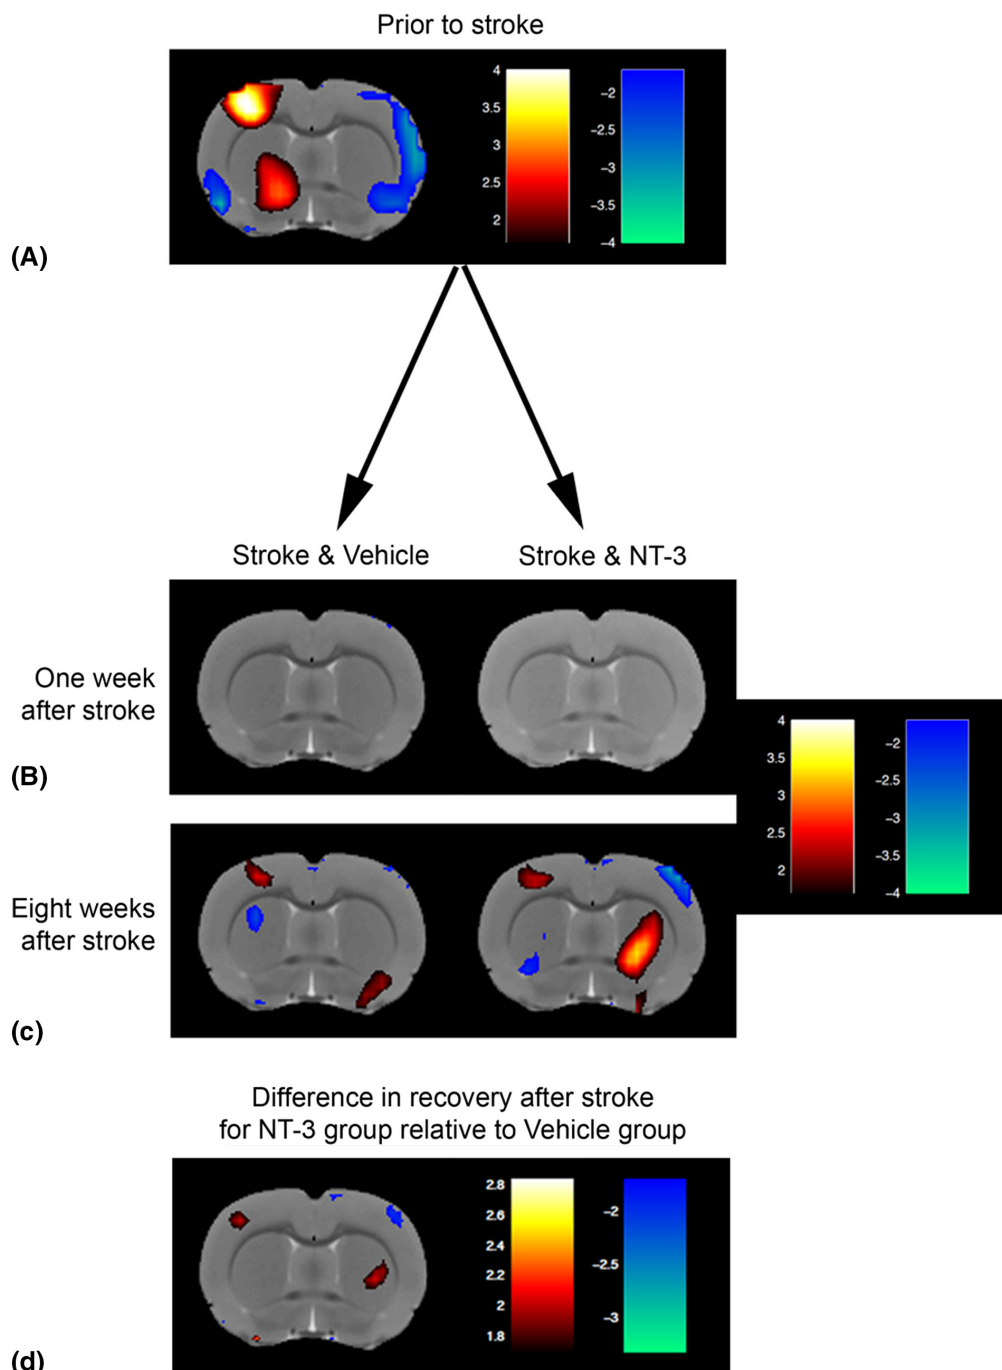 Prior to stroke
4
3.5
3
2.5
2
−2
−2.5
−3
−3.5
−4
(A)
Stroke & Vehicle
Stroke & NT-3
One week
after stroke
(B)
4
3.5
3
2.5
2
−2
−2.5
−3
−3.5
−4
Eight weeks
after stroke
(c)
Difference in recovery after stroke
for NT-3 group relative to Vehicle group
2.8
2.6
2.4
2.2
2
1.8
−2
−2.5
−3
(d)